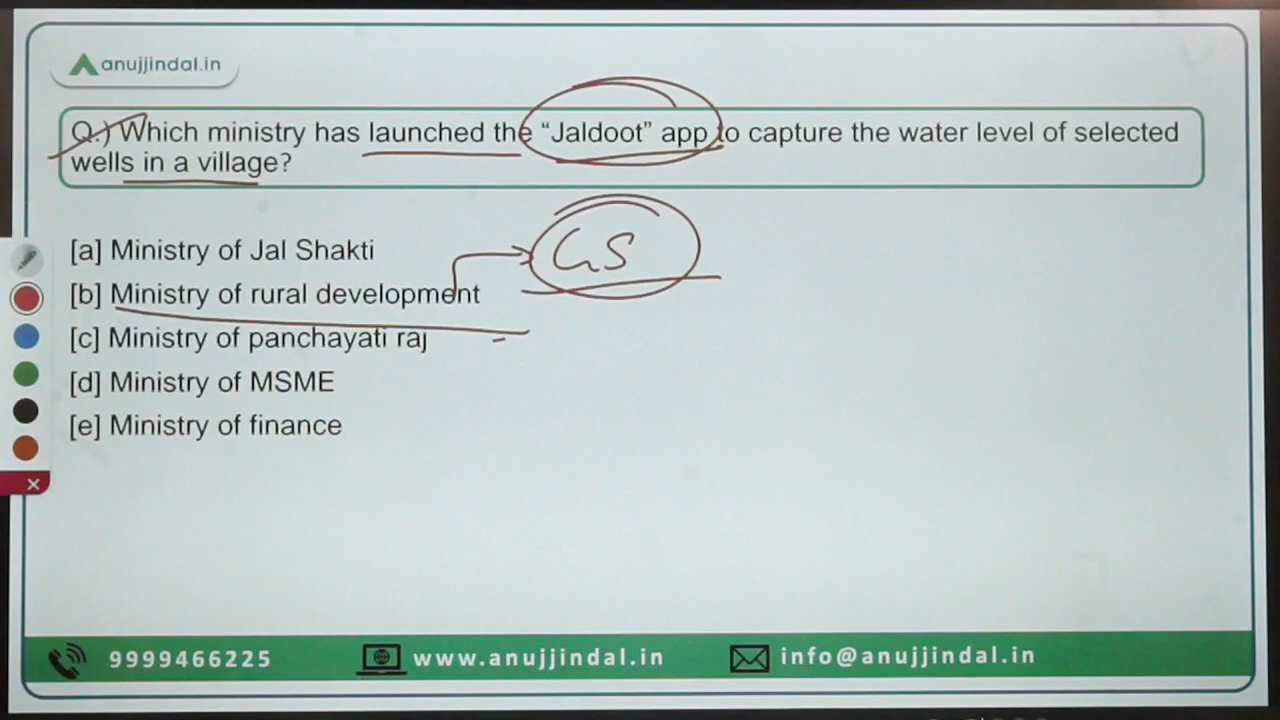 anujjindal.in
Q.) Which ministry has launched the “Jaldoot” app to capture the water level of selected
wells in a village?
[a] Ministry of Jal Shakti
GS
[b] Ministry of rural development
[c] Ministry of panchayati raj
[d] Ministry of MSME
[e] Ministry of finance
9999466225 www.anujjindal.in info@anujjindal.in